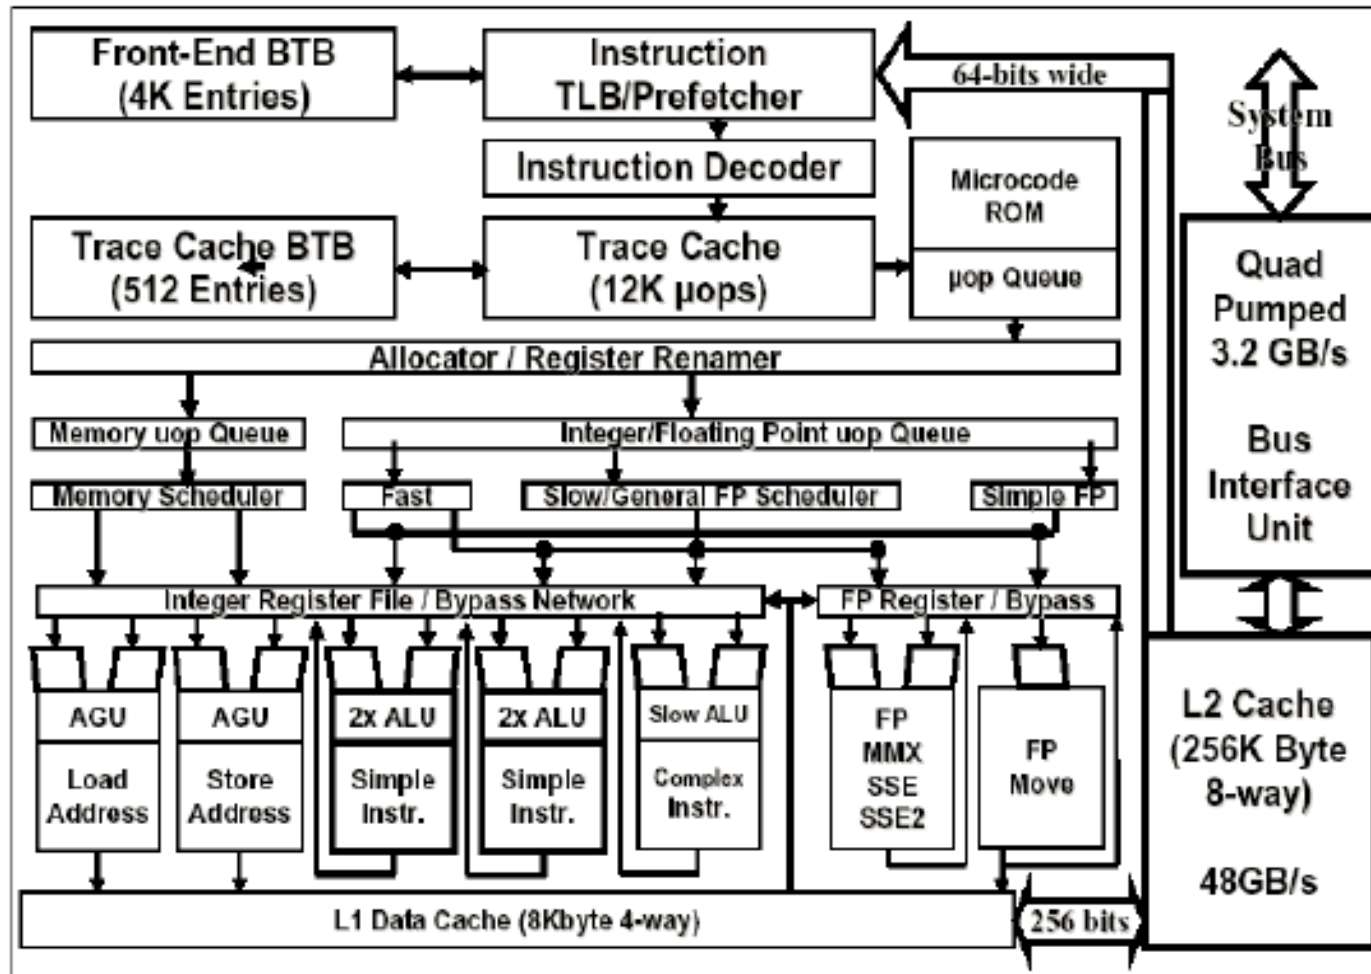 Front-End BTB
(4K Entries)
Instruction
TLB/Prefetcher
64-bits wide
System
Bus
Instruction Decoder
Microcode
ROM
Trace Cache BTB
(512 Entries)
Trace Cache
(12K µops)
µop Queue
Quad
Pumped
3.2 GB/s
Bus
Interface
Unit
Allocator / Register Renamer
Memory uop Queue
Integer/Floating Point uop Queue
Memory Scheduler
Fast
Slow/General FP Scheduler
Simple FP
Integer Register File / Bypass Network
FP Register / Bypass
AGU
Load
Address
AGU
Store
Address
2x ALU
Simple
Instr.
2x ALU
Simple
Instr.
Slow ALU
Complex
Instr.
FP
MMX
SSE
SSE2
FP
Move
L2 Cache
(256K Byte
8-way)
48GB/s
L1 Data Cache (8Kbyte 4-way)
256 bits